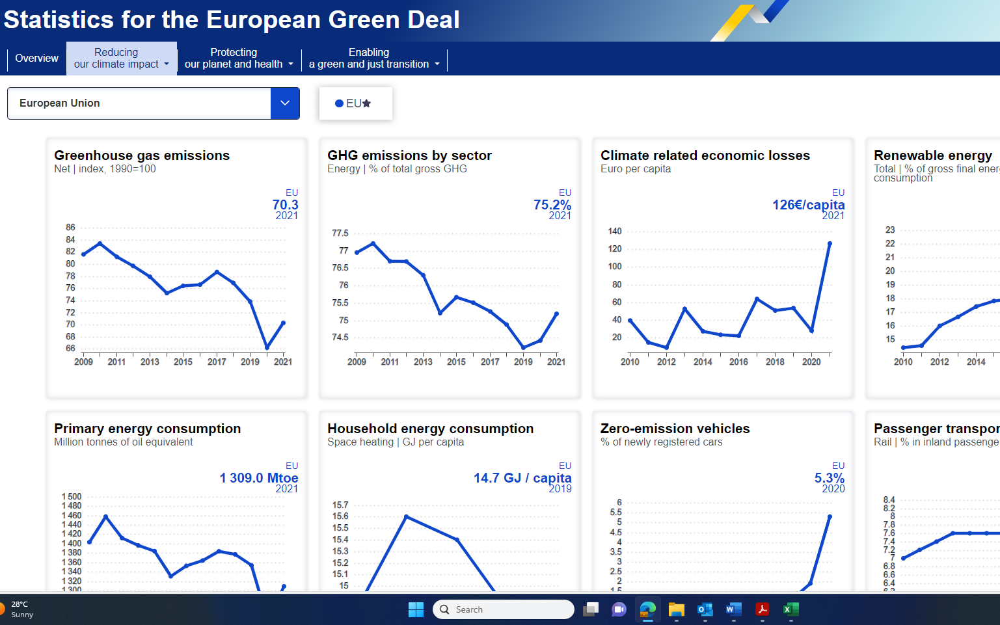 Statistics for the European Green Deal
Overview
Reducing
our climate impact
Protecting
our planet and health
Enabling
a green and just transition
European Union
EU
Greenhouse gas emissions
Net | index, 1990=100
EU
70.3
2021
86
84
82
80
78
76
74
72
70
68
66
2009 2011 2013 2015 2017 2019 2021
GHG emissions by sector
Energy | % of total gross GHG
EU
75.2%
2021
77.5
77
76.5
76
75.5
75
74.5
2009 2011 2013 2015 2017 2019 2021
Climate related economic losses
Euro per capita
EU
126€/capita
2021
140
120
100
80
60
40
20
2010 2012 2014 2016 2018 2020
Renewable energy
Total | % of gross final ener
consumption
23
22
21
20
19
18
17
16
15
2010 2012 2014
Primary energy consumption
Million tonnes of oil equivalent
EU
1 309.0 Mtoe
2021
1 500
1 480
1 460
1 440
1 420
1 400
1 380
1 360
1 340
1 320
1 300
Household energy consumption
Space heating | GJ per capita
EU
14.7 GJ / capita
2019
15.7
15.6
15.5
15.4
15.3
15.2
15.1
15
Zero-emission vehicles
% of newly registered cars
EU
5.3%
2020
6
5.5
5
4.5
4
3.5
3
2.5
2
1.5
Passenger transpor
Rail | % in inland passenge
8.4
8.2
8
7.8
7.6
7.4
7.2
7
6.8
6.6
6.4
6.2
28°C
Sunny
Search